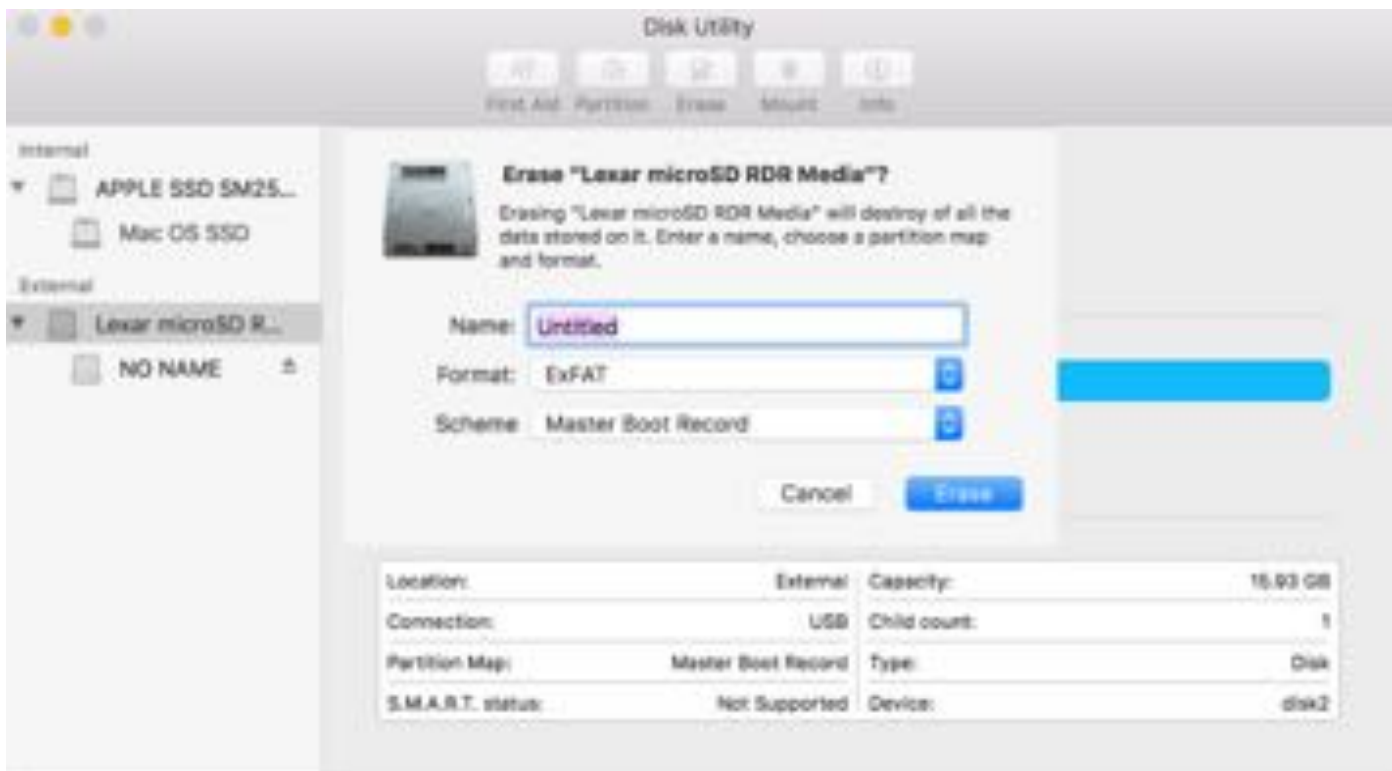 Disk Utility
First Aid Partition Erase Mount Info
Internal
APPLE SSD SM25...
Mac OS SSD
External
Lexar microSD R...
NO NAME
Erase "Lexar microSD RDR Media"?
Erasing "Lexar microSD RDR Media" will destroy of all the
data stored on it. Enter a name, choose a partition map
and format.
Name: Untitled
Format: ExFAT
Scheme Master Boot Record
Cancel Erase
Location: External Capacity: 15.93 GB
Connection: USB Child count: 1
Partition Map: Master Boot Record Type: Disk
S.M.A.R.T. status: Not Supported Device: disk2